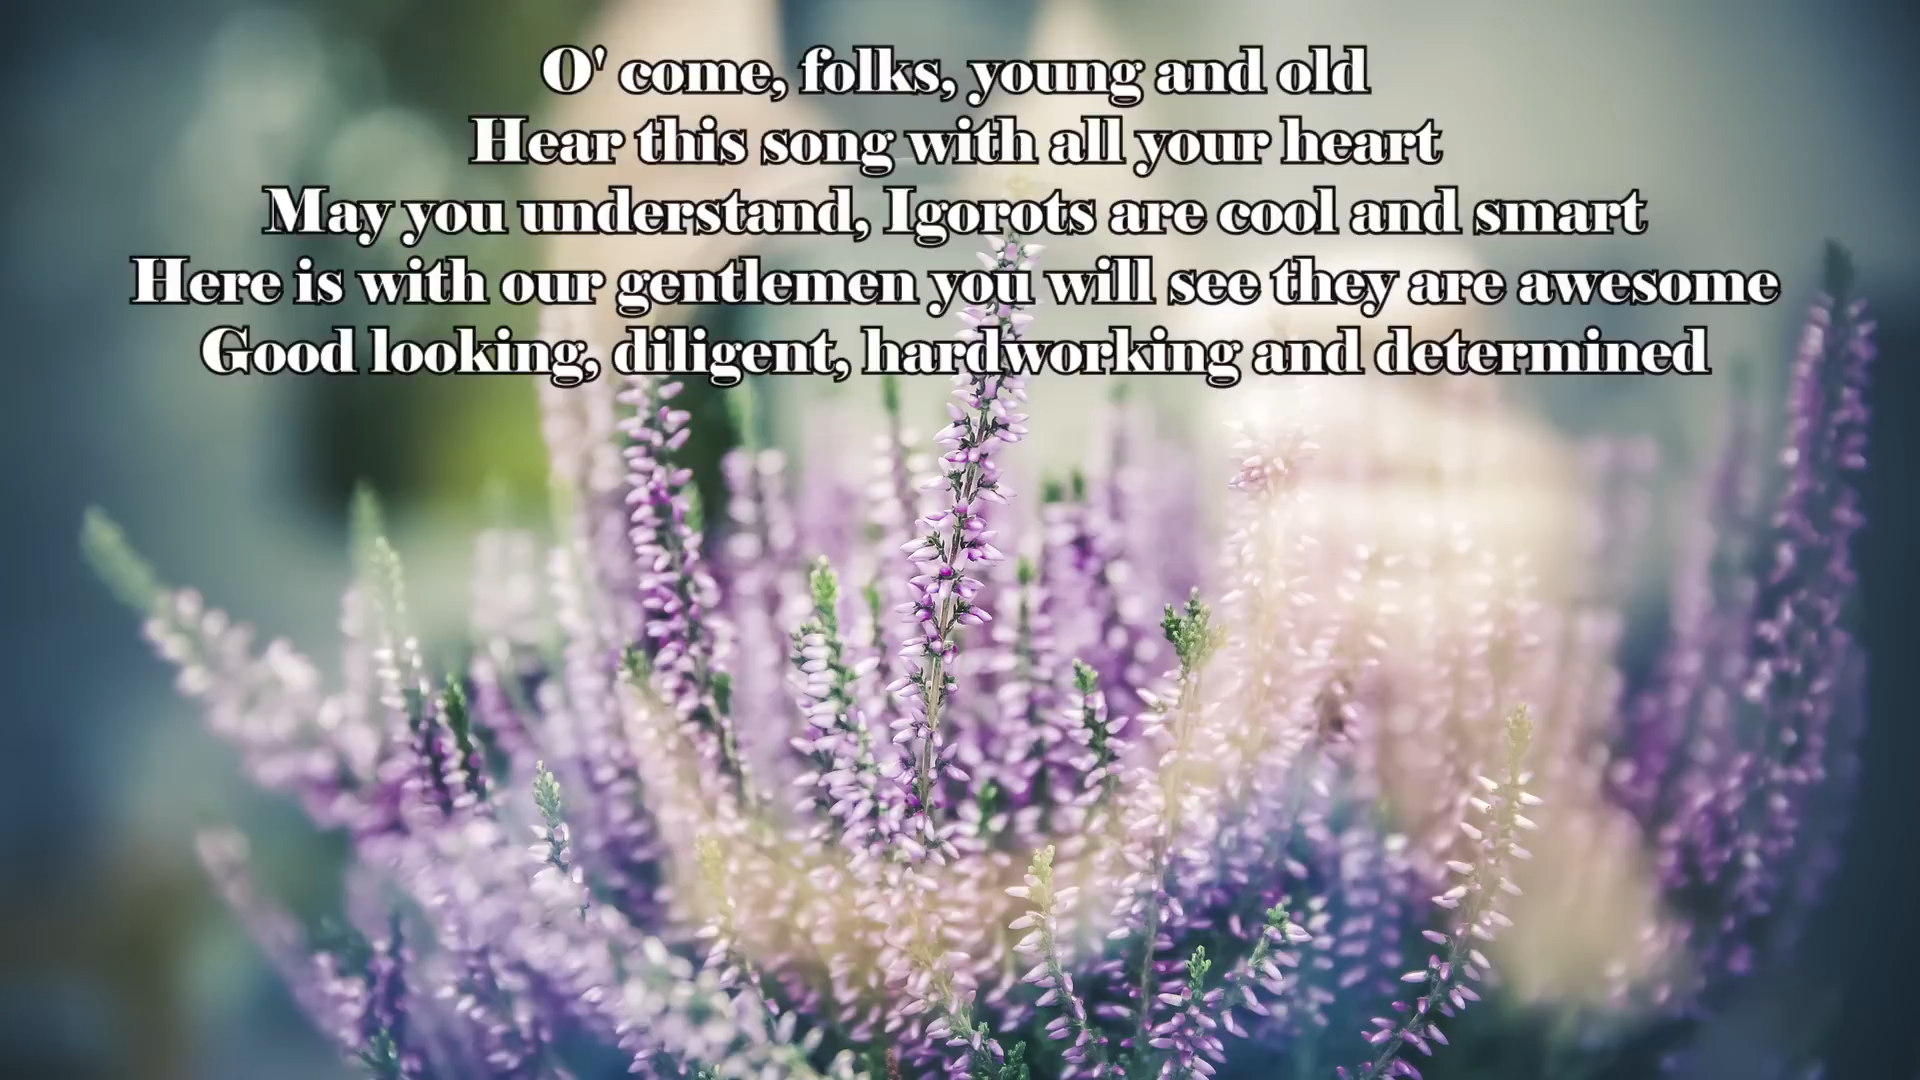 O' come, folks, young and old
Hear this song with all your heart
May you understand, Igorots are cool and smart
Here is with our gentlemen you will see they are awesome
Good looking, diligent, hardworking and determined